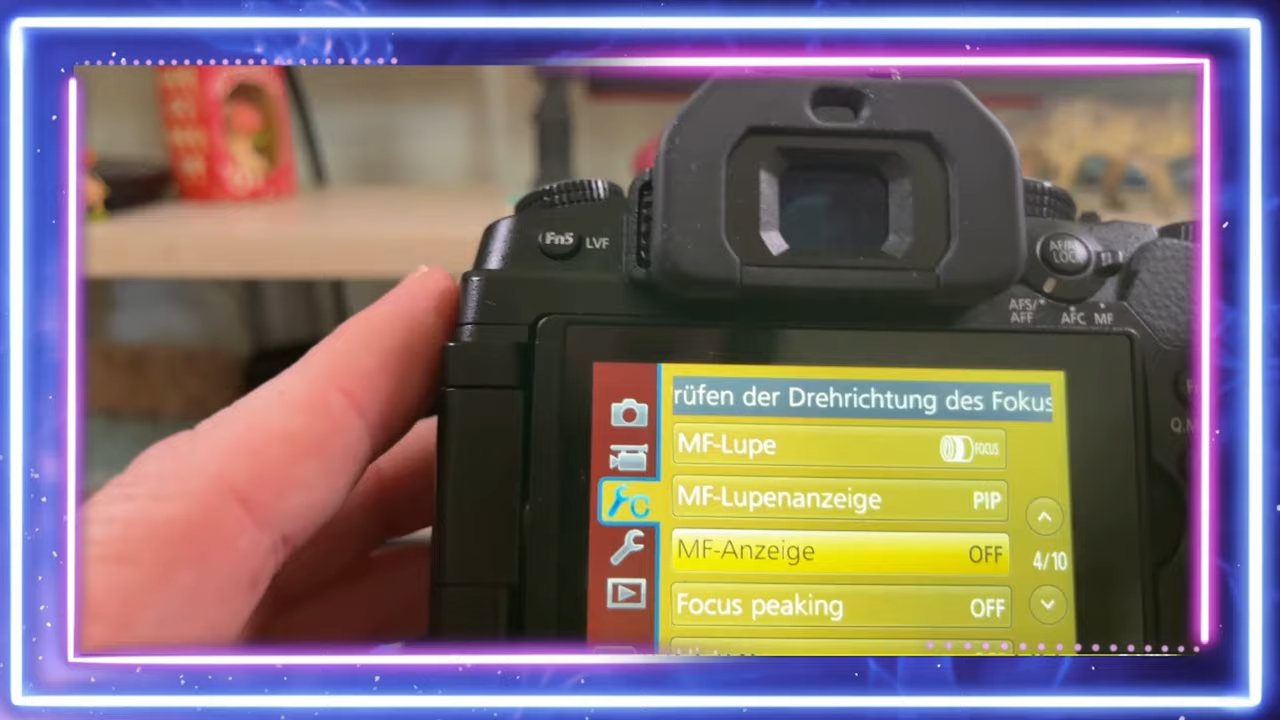 Fn5 LVF
AF/AE
LOCK
AFS/
AFF AFC MF
rüfen der Drehrichtung des Fokus
MF-Lupe FOCUS
MF-Lupenanzeige PIP
MF-Anzeige OFF
4/10
Focus peaking OFF
Q.M